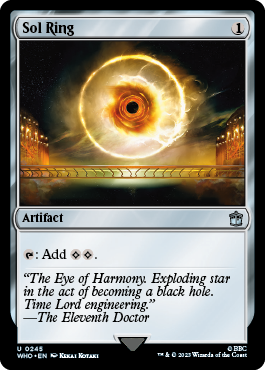 Sol Ring 1
Artifact
: Add .
“The Eye of Harmony. Exploding star
in the act of becoming a black hole.
Time Lord engineering.”
—The Eleventh Doctor
U 0245
WHO • EN Kekai Kotaki
© BBC
™ & © 2023 Wizards of the Coast